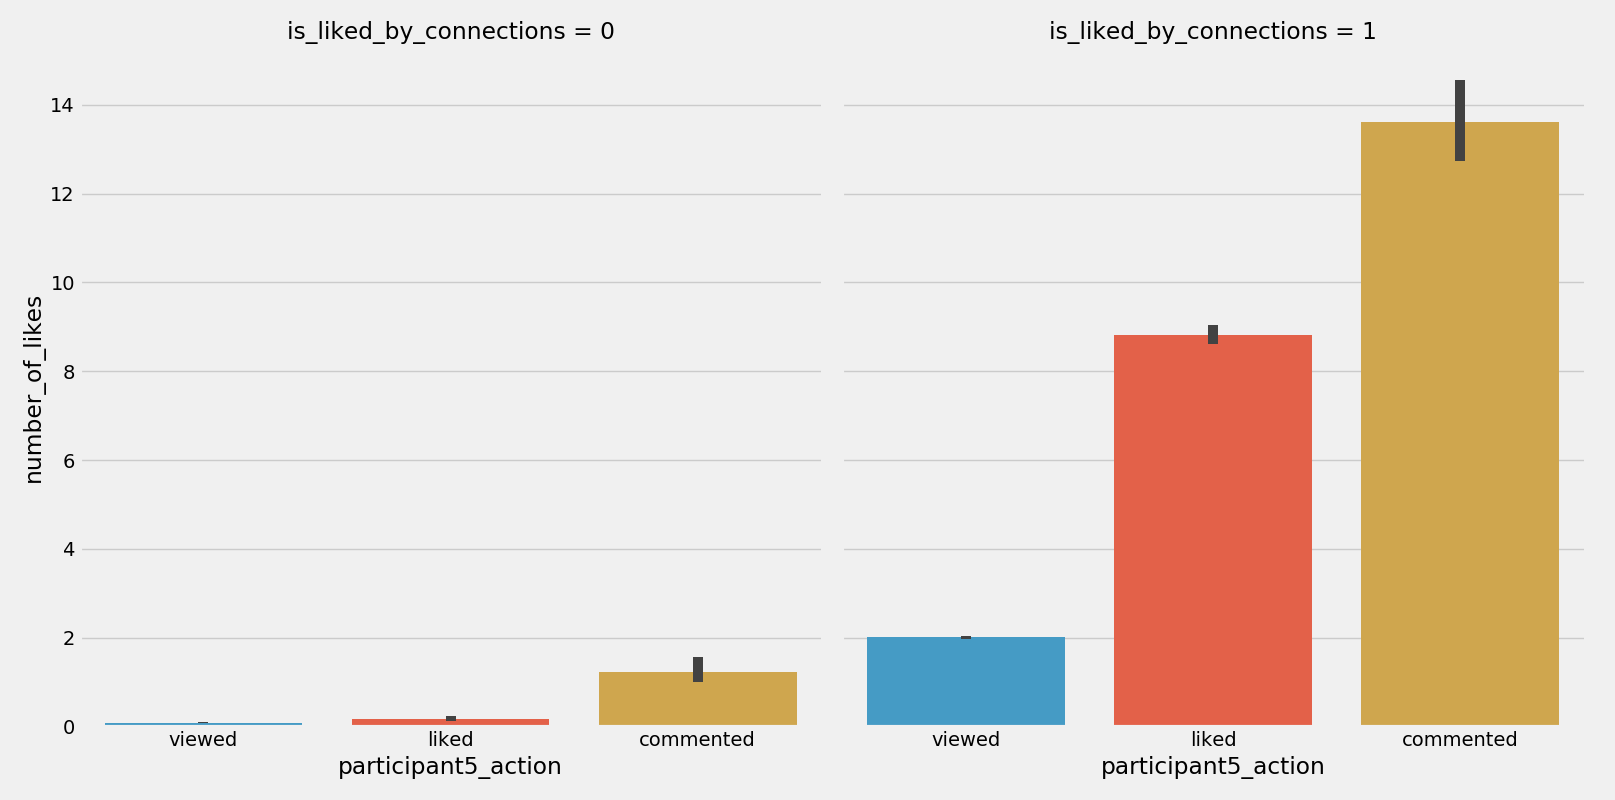 is_liked_by_connections = 0
is_liked_by_connections = 1
number_of_likes
14
12
10
8
6
4
2
0
viewed
liked
commented
viewed
liked
commented
participant5_action
participant5_action